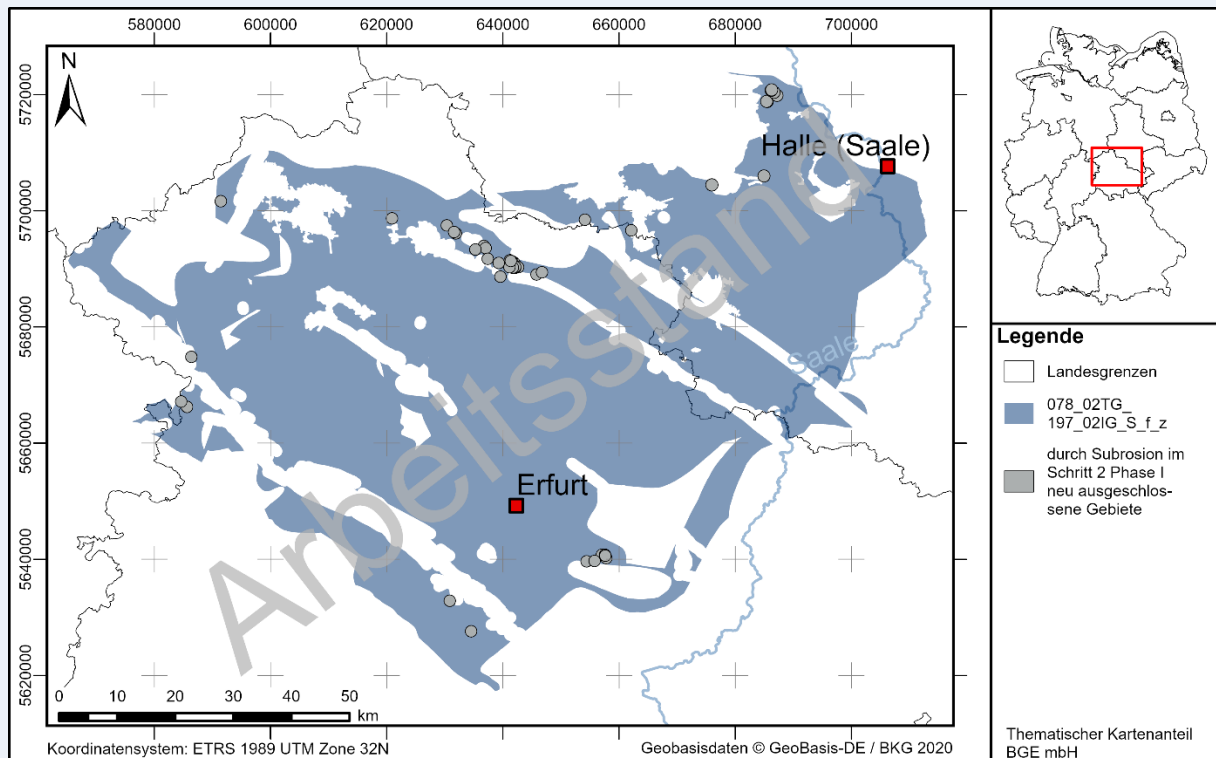 580000 600000 620000 640000 660000 680000 700000
5720000
5700000
5680000
5660000
5640000
5620000
N
Halle (Saale)
Saale
Erfurt
Arbeitsstand
0 10 20 30 40 50
km
Koordinatensystem: ETRS 1989 UTM Zone 32N
Geobasisdaten © GeoBasis-DE / BKG 2020
Legende
Landesgrenzen
078_02TG_
197_02IG_S_f_z
durch Subrosion im
Schritt 2 Phase I
neu ausgeschlos-
sene Gebiete
Thematischer Kartenanteil
BGE mbH